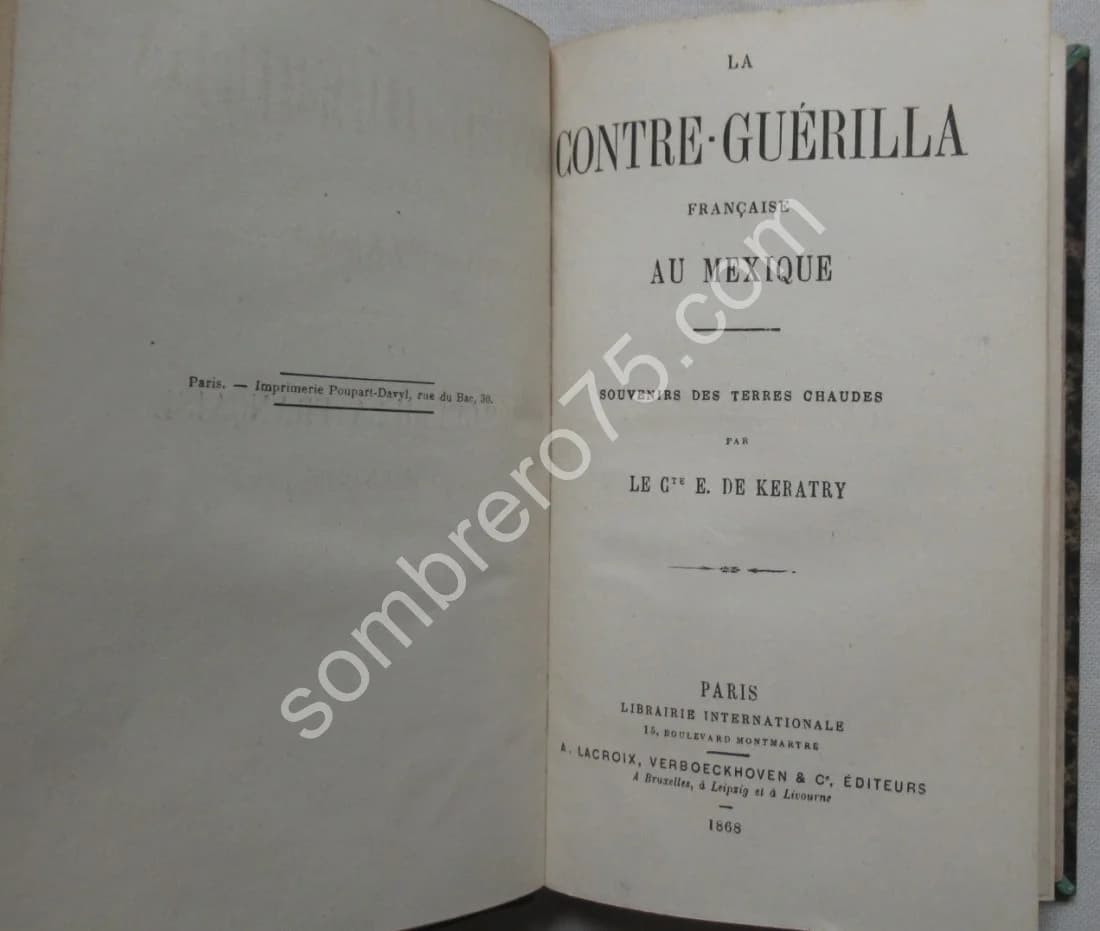 Paris. — Imprimerie Poupart-Davyl, rue du Bac, 30.
LA
CONTRE-GUÉRILLA
FRANÇAISE
AU MEXIQUE
SOUVENIRS DES TERRES CHAUDES
PAR
LE Cᵀᴱ E. DE KERATRY
PARIS
LIBRAIRIE INTERNATIONALE
15, BOULEVARD MONTMARTRE
A. LACROIX, VERBOECKHOVEN & Cᵉ, ÉDITEURS
A Bruxelles, à Leipzig et à Livourne
1868
sombrero75.com